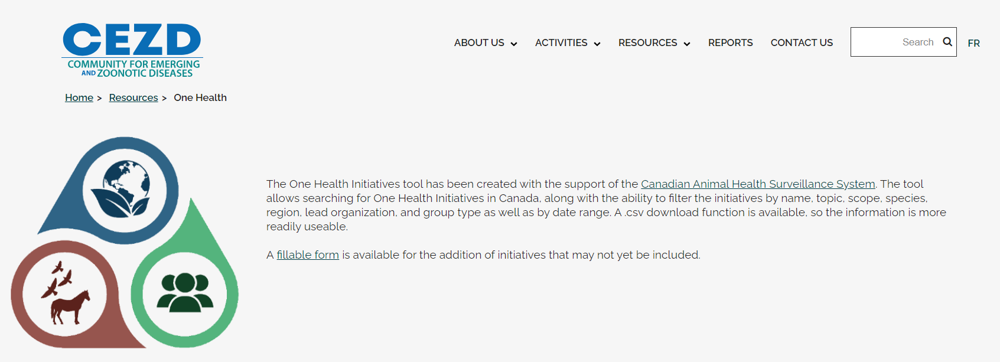 CEZD
COMMUNITY FOR EMERGING
AND ZOONOTIC DISEASES
ABOUT US ACTIVITIES RESOURCES REPORTS CONTACT US Search FR
Home > Resources > One Health
The One Health Initiatives tool has been created with the support of the Canadian Animal Health Surveillance System. The tool
allows searching for One Health Initiatives in Canada, along with the ability to filter the initiatives by name, topic, scope, species,
region, lead organization, and group type as well as by date range. A .csv download function is available, so the information is more
readily useable.
A fillable form is available for the addition of initiatives that may not yet be included.